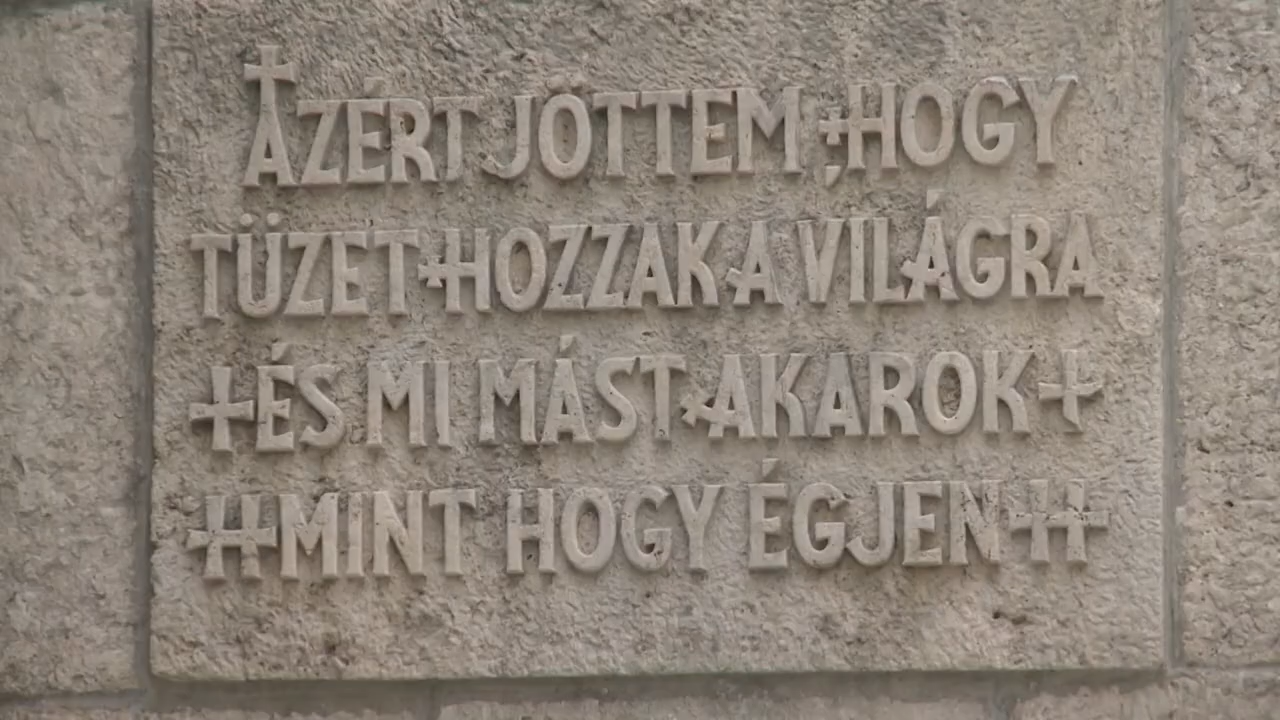 AZÉRT JÖTTEM, HOGY
TÜZET HOZZAK A VILÁGRA
ÉS MI MÁST AKAROK
MINT HOGY ÉGJEN